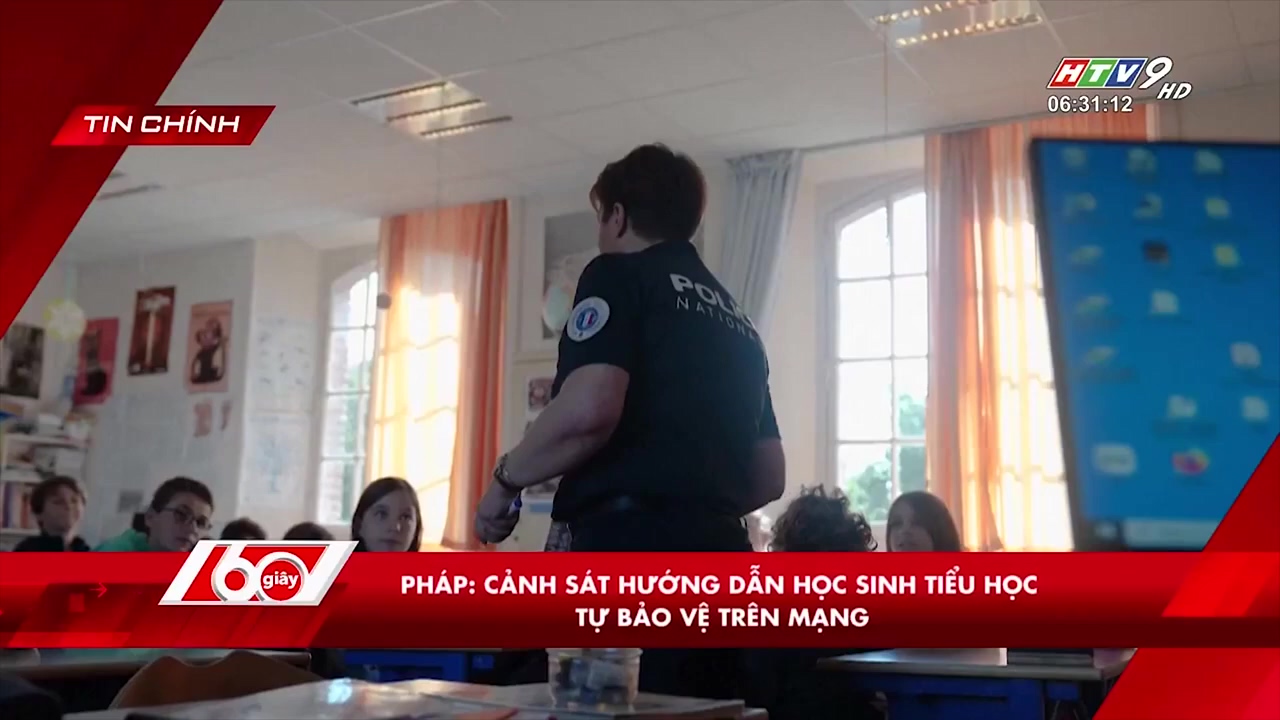 HTV9 HD
06:31:12
TIN CHÍNH
POLICE
NATIONALE
60 giây
PHÁP: CẢNH SÁT HƯỚNG DẪN HỌC SINH TIỂU HỌC
TỰ BẢO VỆ TRÊN MẠNG